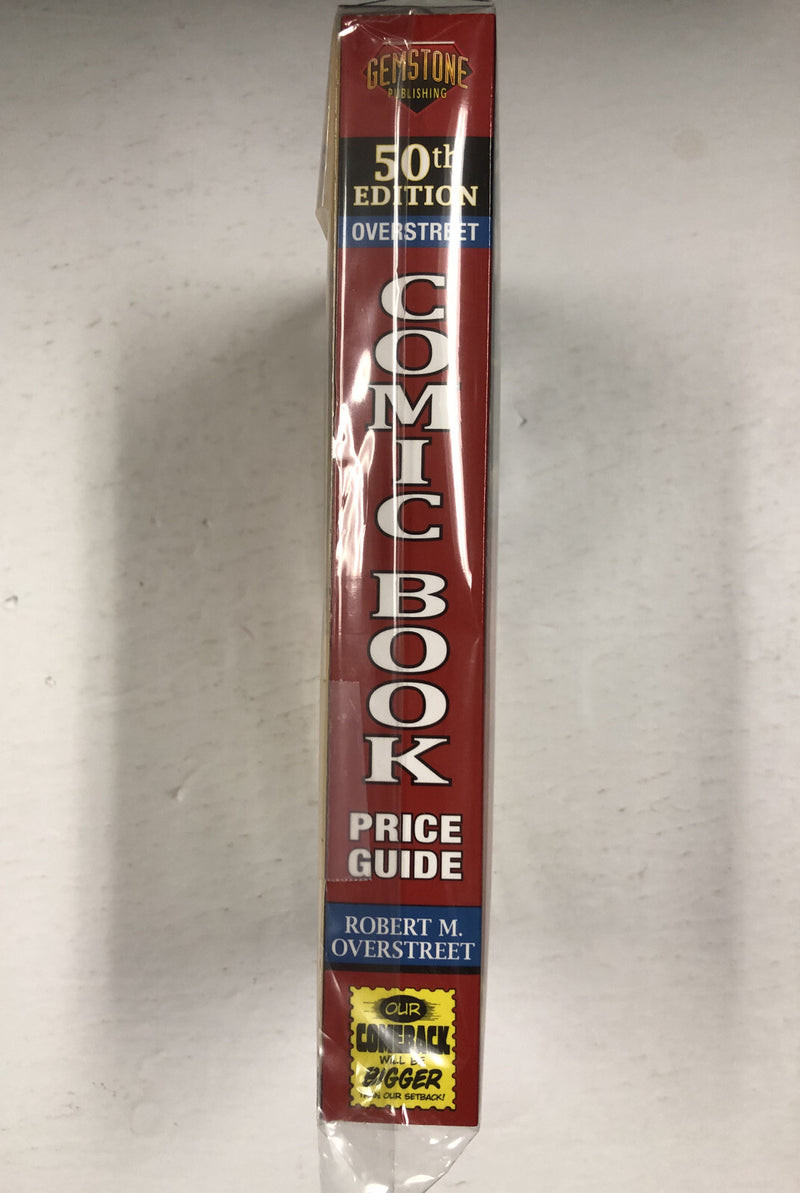 GEMSTONE
PUBLISHING
50th
EDITION
OVERSTREET
COMIC
BOOK
PRICE
GUIDE
ROBERT M.
OVERSTREET
OUR
COMEBACK
WILL BE
BIGGER
THAN OUR SETBACK!